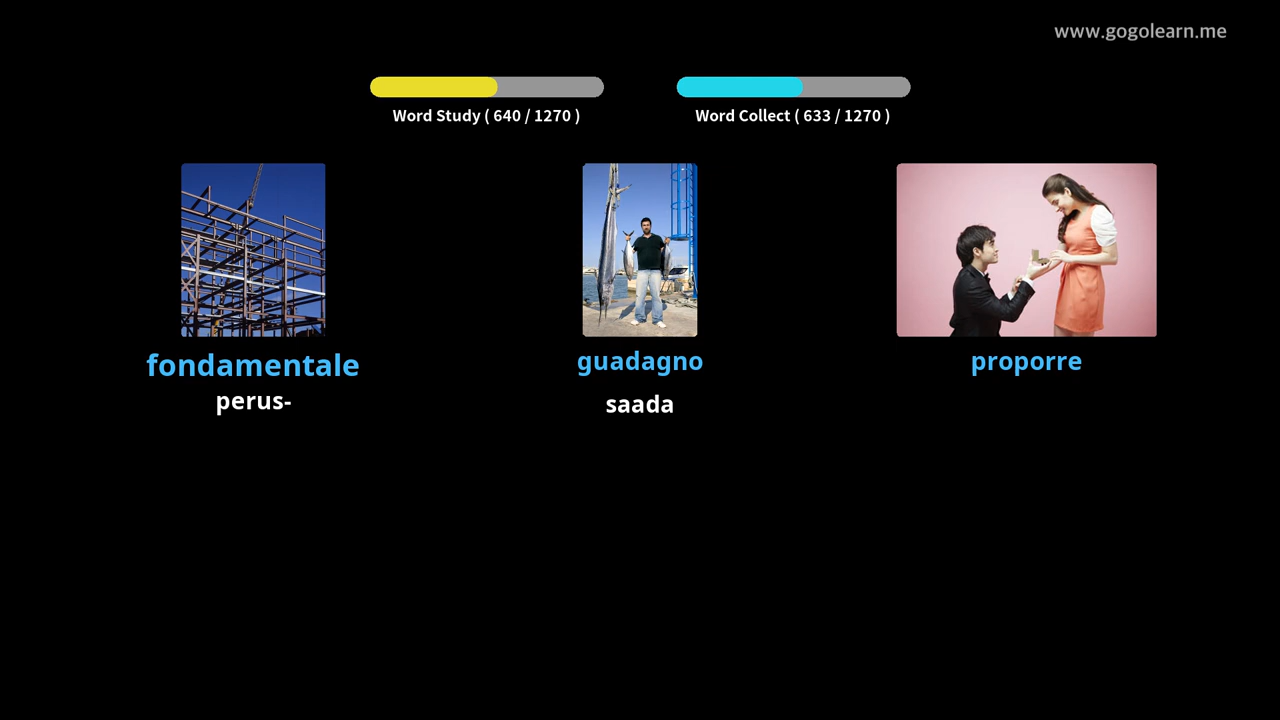 www.gogolearn.me
Word Study ( 640 / 1270 )
Word Collect ( 633 / 1270 )
fondamentale
perus-
guadagno
saada
proporre